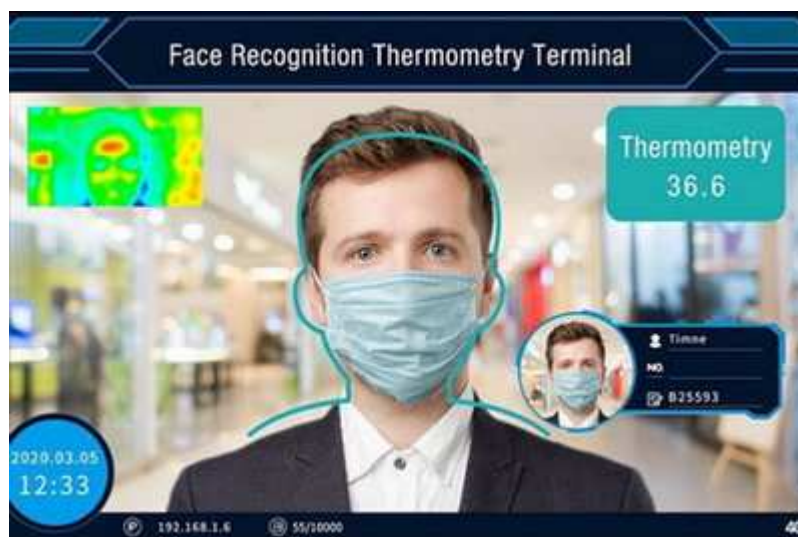 Face Recognition Thermometry Terminal
Thermometry
36.6
Timne
NO.
B25593
2020.03.05
12:33
IP 192.168.1.6
55/10000